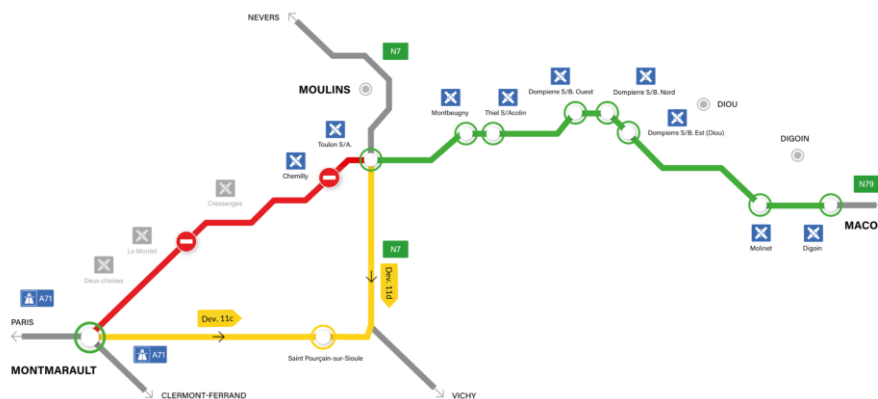 NEVERS
N7
MOULINS
Montbeugny
Thiel S/Acolin
Dompierre S/B. Ouest
Dompierre S/B. Nord
DIOU
Dompierre S/B. Est (Diou)
DIGOIN
Toulon S/A.
Chemilly
Cressanges
Le Montet
Deux-chaises
N79
MACO
Molinet
Digoin
N7
Dev. 11d
A71
PARIS
Dev. 11c
A71
Saint Pourçain-sur-Sioule
MONTMARAULT
CLERMONT-FERRAND
VICHY